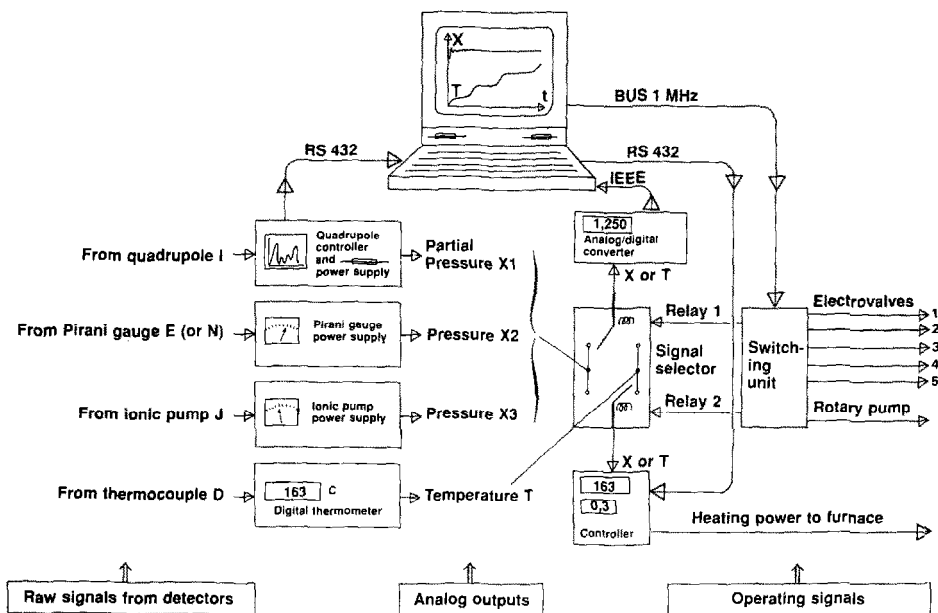 X
T
t
BUS 1 MHz
RS 432
RS 432
IEEE
1,250
Analog/digital
converter
From quadrupole I
Quadrupole
controller
and
power supply
Partial
Pressure X1
X or T
From Pirani gauge E (or N)
Pirani gauge
power supply
Pressure X2
Relay 1
Signal
selector
Relay 2
Switch-
ing
unit
Electrovalves
1
2
3
4
5
Rotary pump
From ionic pump J
Ionic pump
power supply
Pressure X3
X or T
From thermocouple D
163 C
Digital thermometer
Temperature T
163
0,3
Controller
Heating power to furnace
Raw signals from detectors
Analog outputs
Operating signals